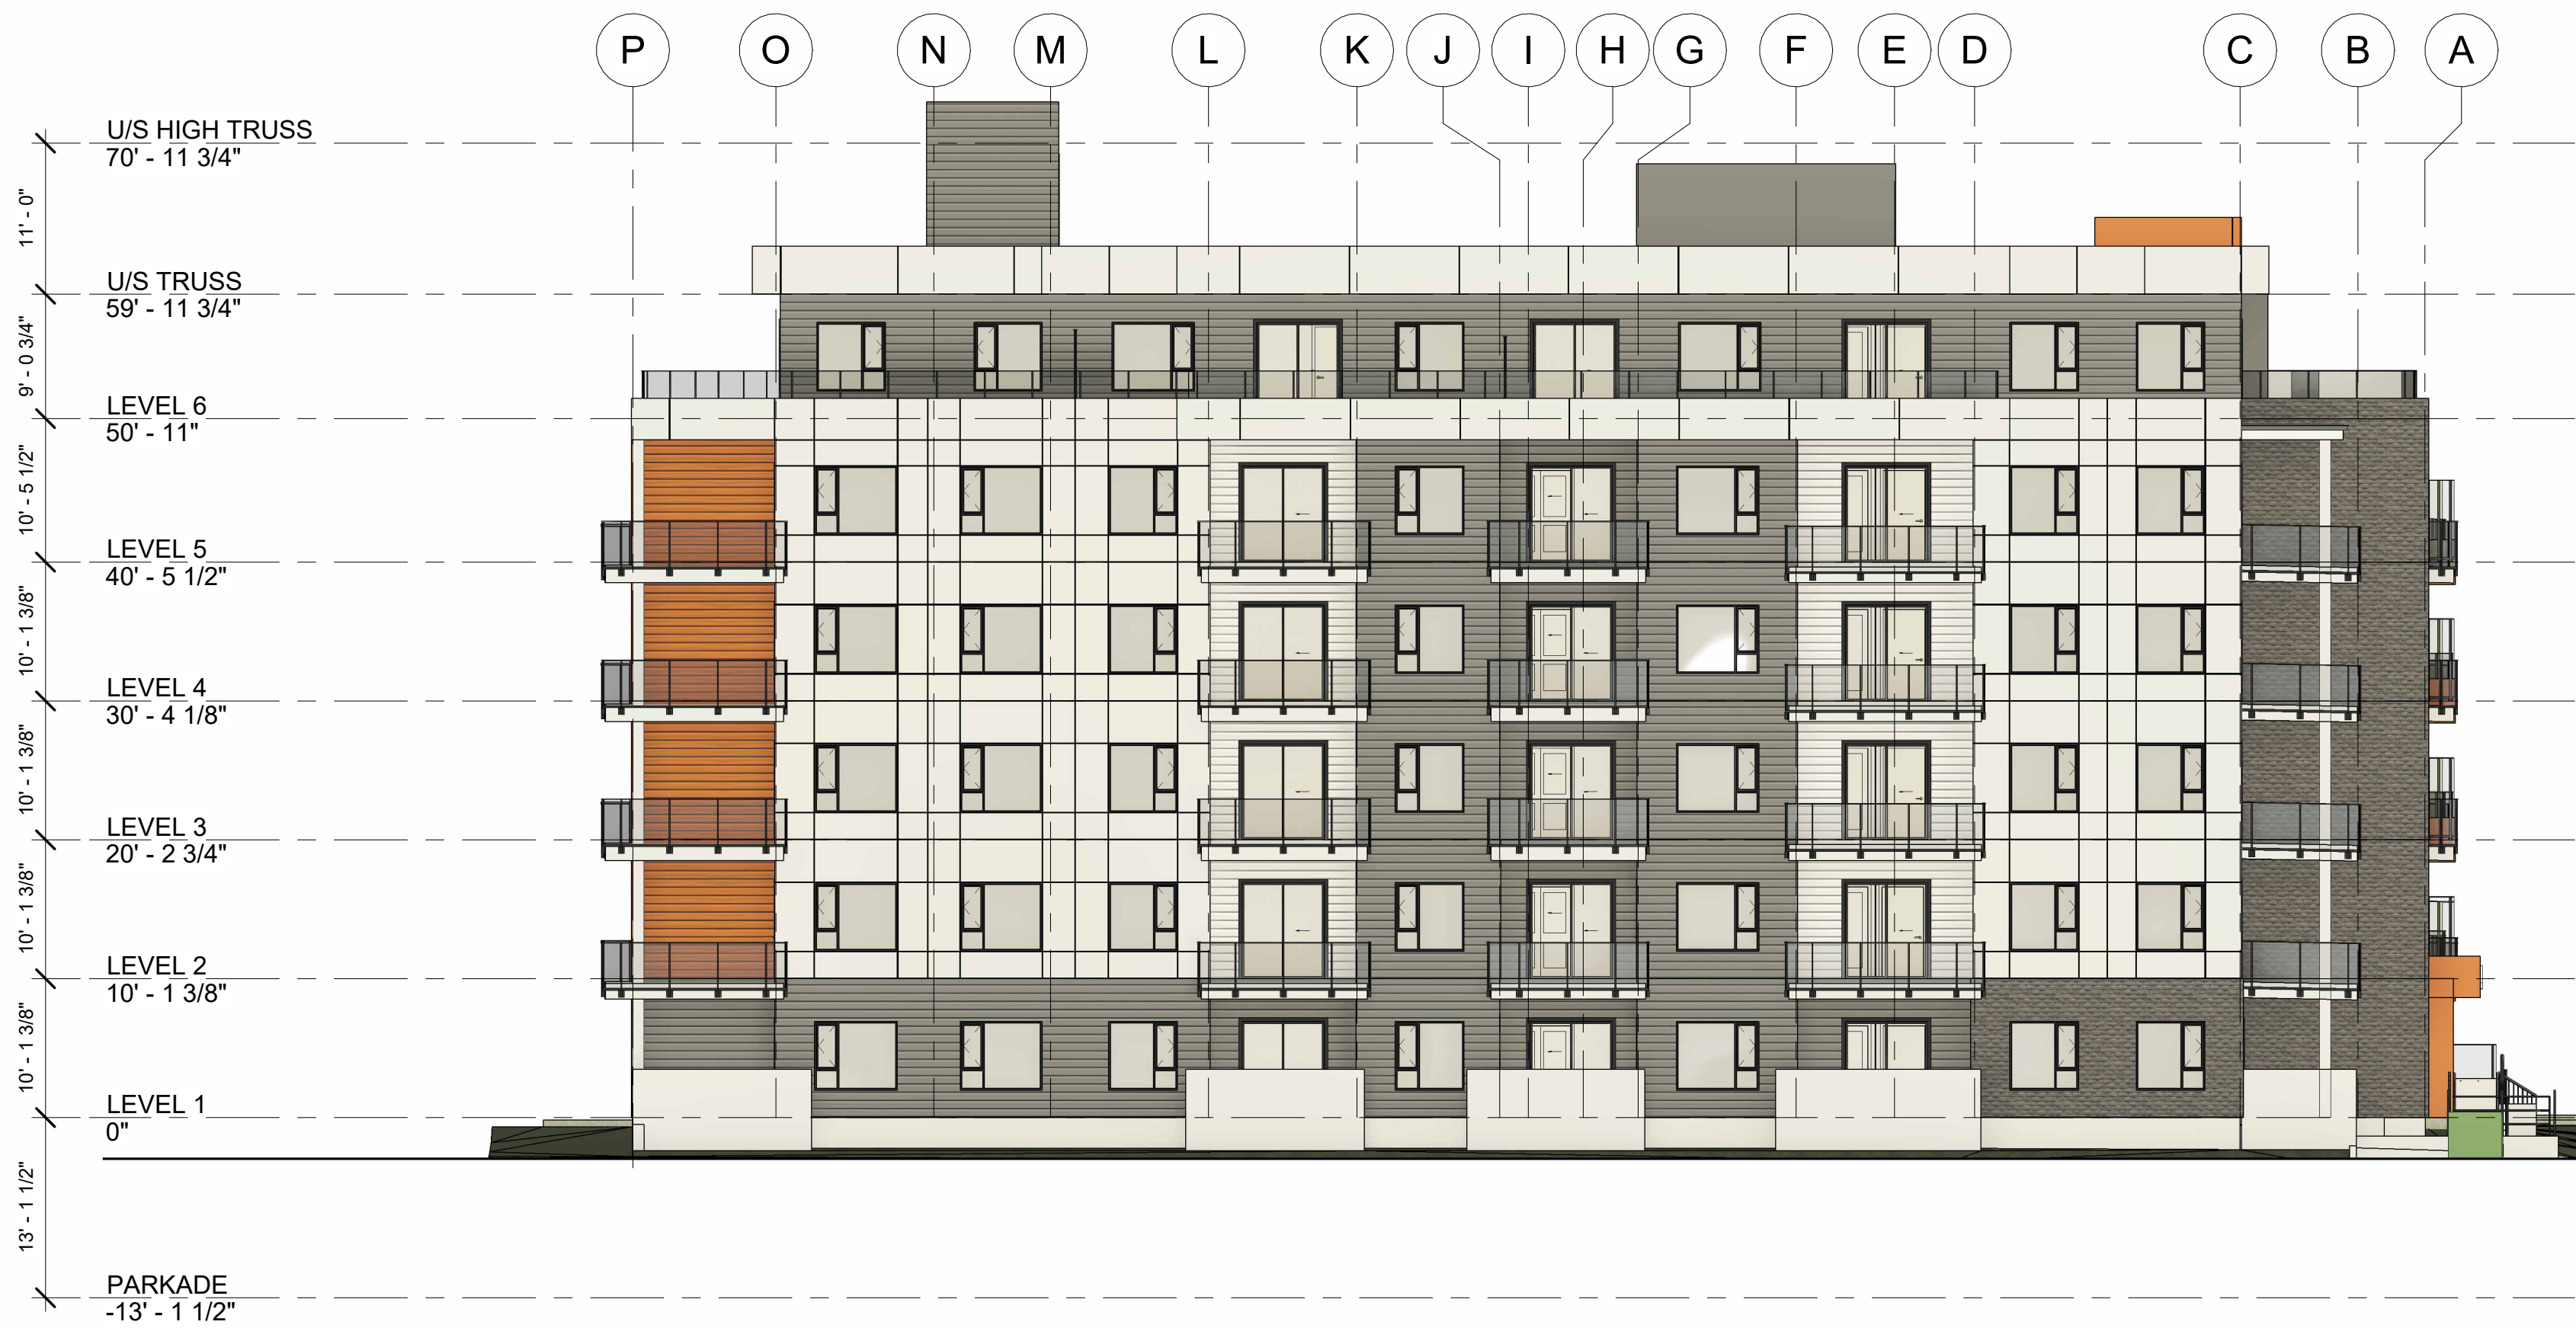 P O N M L K J I H G F E D C B A
U/S HIGH TRUSS
70' - 11 3/4"
11' - 0"
U/S TRUSS
59' - 11 3/4"
9' - 0 3/4"
LEVEL 6
50' - 11"
10' - 5 1/2"
LEVEL 5
40' - 5 1/2"
10' - 1 3/8"
LEVEL 4
30' - 4 1/8"
10' - 1 3/8"
LEVEL 3
20' - 2 3/4"
10' - 1 3/8"
LEVEL 2
10' - 1 3/8"
10' - 1 3/8"
LEVEL 1
0"
13' - 1 1/2"
PARKADE
-13' - 1 1/2"